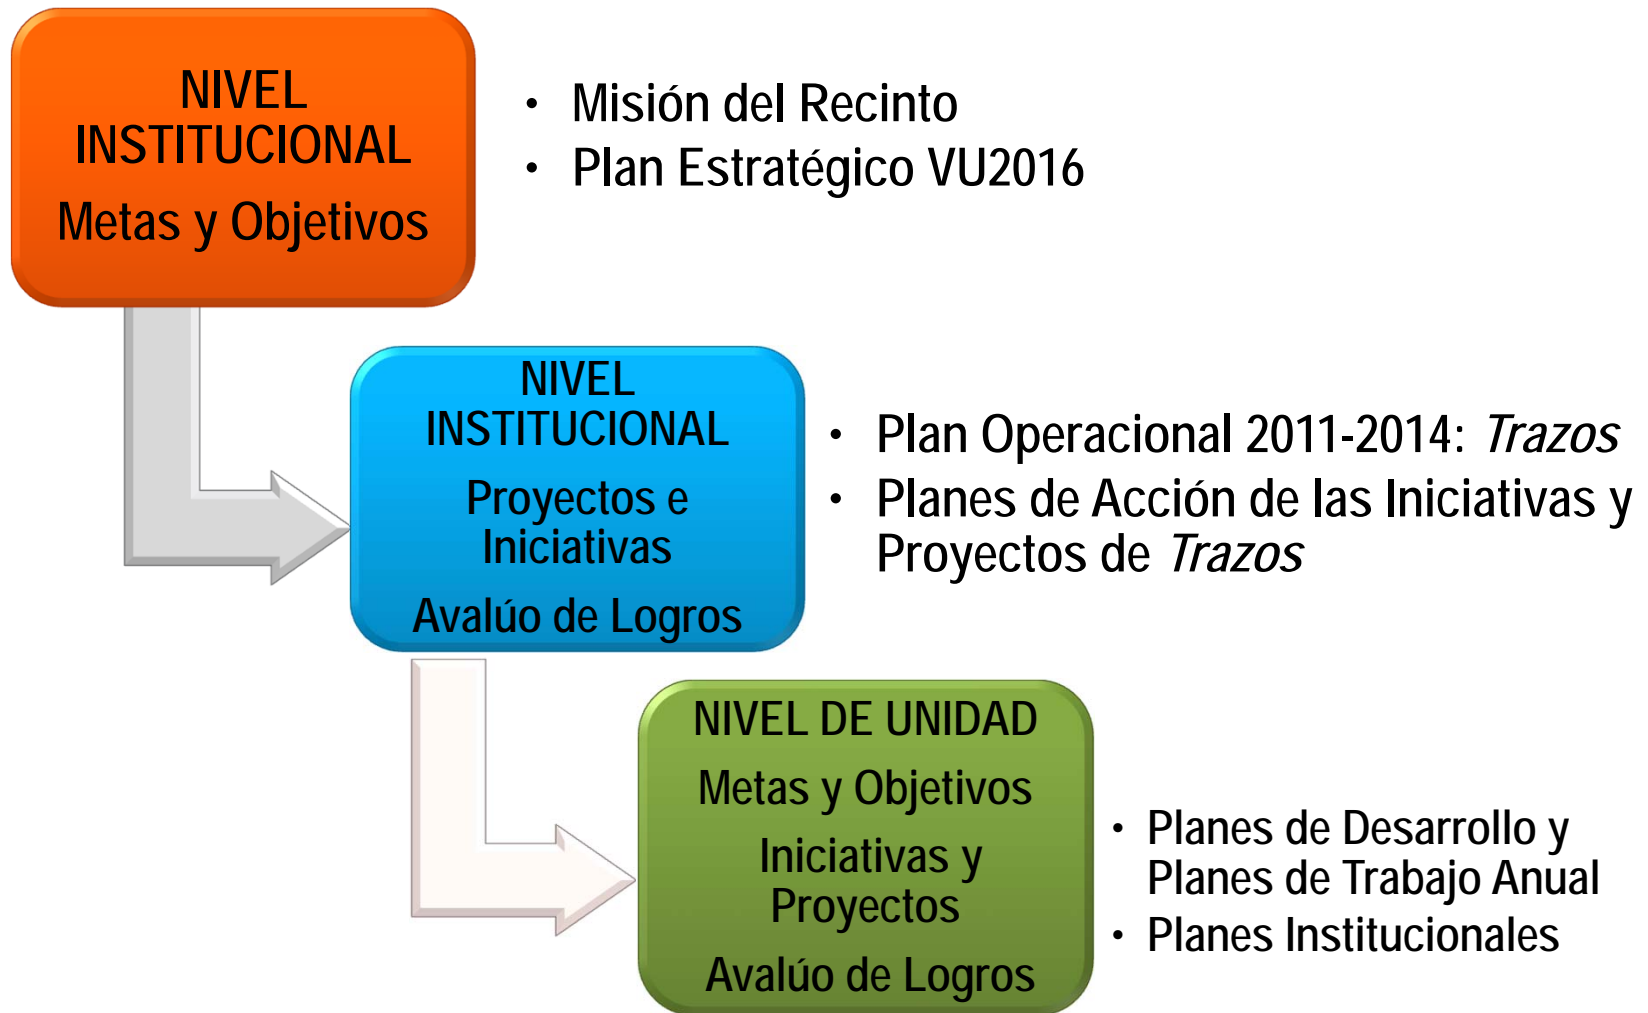 NIVEL
INSTITUCIONAL
Metas y Objetivos
• Misión del Recinto
• Plan Estratégico VU2016
NIVEL
INSTITUCIONAL
Proyectos e
Iniciativas
Avalúo de Logros
• Plan Operacional 2011-2014: Trazos
• Planes de Acción de las Iniciativas y
Proyectos de Trazos
NIVEL DE UNIDAD
Metas y Objetivos
Iniciativas y
Proyectos
Avalúo de Logros
• Planes de Desarrollo y
Planes de Trabajo Anual
• Planes Institucionales